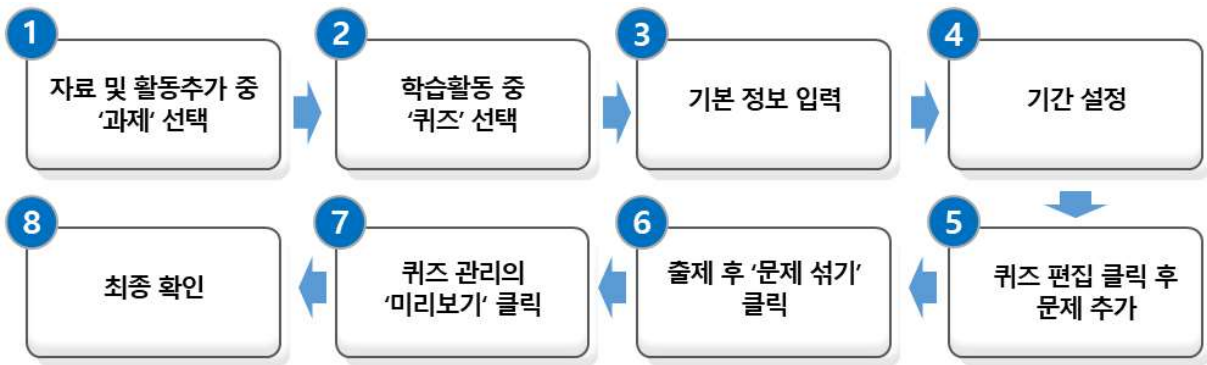 1
자료 및 활동추가 중
‘과제‘ 선택
2
학습활동 중
‘퀴즈’ 선택
3
기본 정보 입력
4
기간 설정
5
퀴즈 편집 클릭 후
문제 추가
6
출제 후 ‘문제 섞기’
클릭
7
퀴즈 관리의
‘미리보기‘ 클릭
8
최종 확인